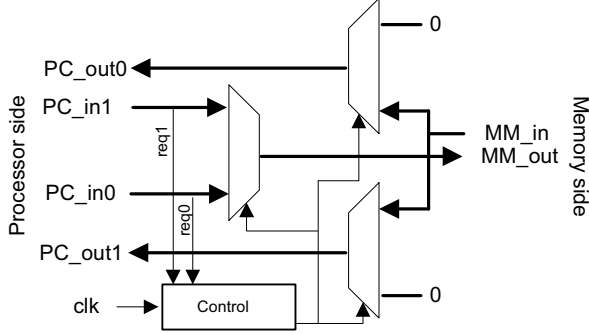 0
PC_out0
PC_in1
MM_in
MM_out
req1
Processor side
Memory side
PC_in0
req0
PC_out1
clk
Control
0